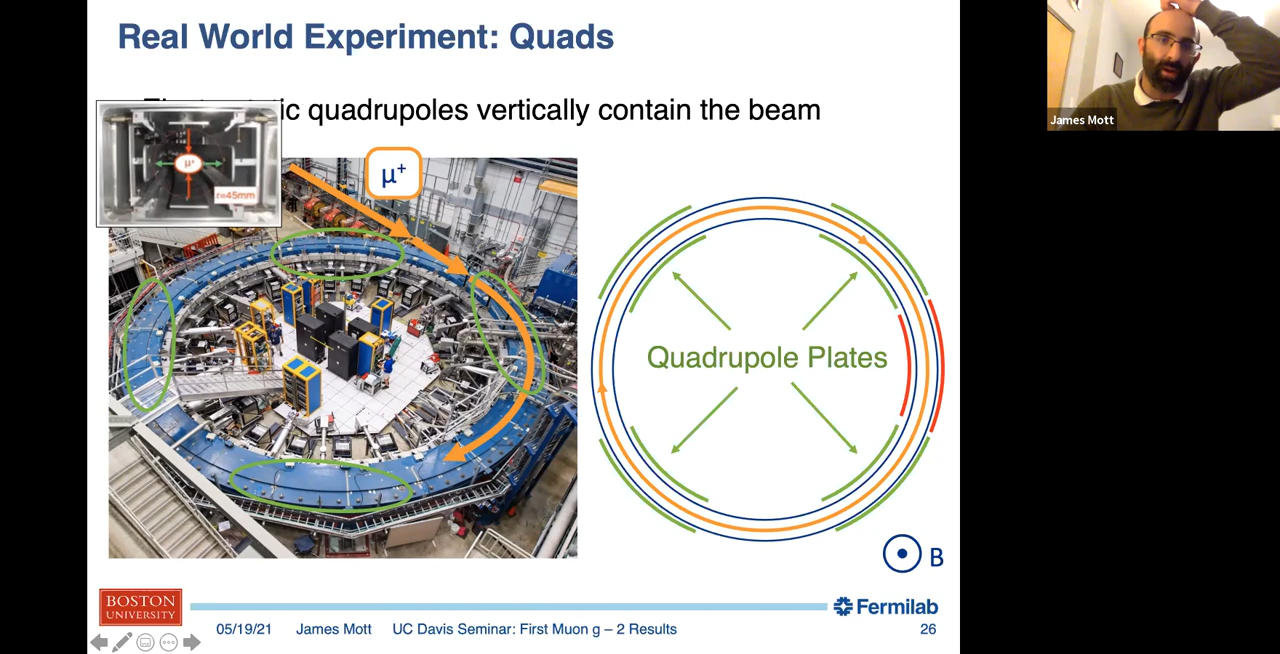 Real World Experiment: Quads
quadrupoles vertically contain the beam
μ+
r=45mm
μ⁺
Quadrupole Plates
B
James Mott
BOSTON
UNIVERSITY
Fermilab
05/19/21 James Mott UC Davis Seminar: First Muon g – 2 Results 26